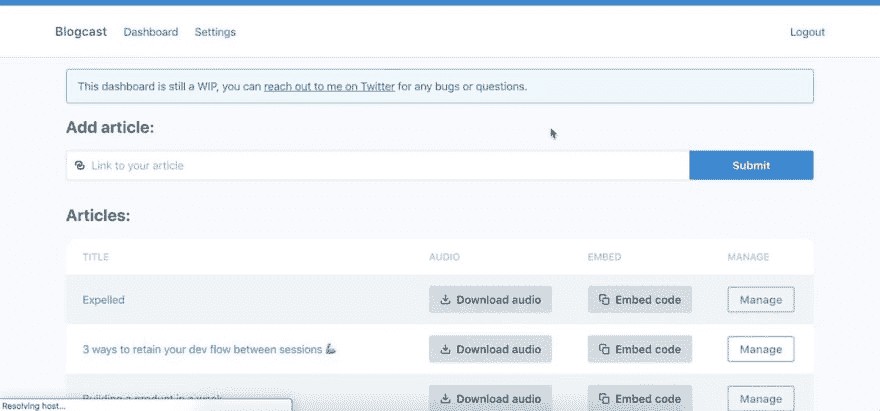 Blogcast Dashboard Settings Logout
This dashboard is still a WIP, you can reach out to me on Twitter for any bugs or questions.
Add article:
Link to your article Submit
Articles:
TITLE AUDIO EMBED MANAGE
Expelled Download audio Embed code Manage
3 ways to retain your dev flow between sessions 🦾 Download audio Embed code Manage
Building a product in a week Download audio Embed code Manage
Resolving host...